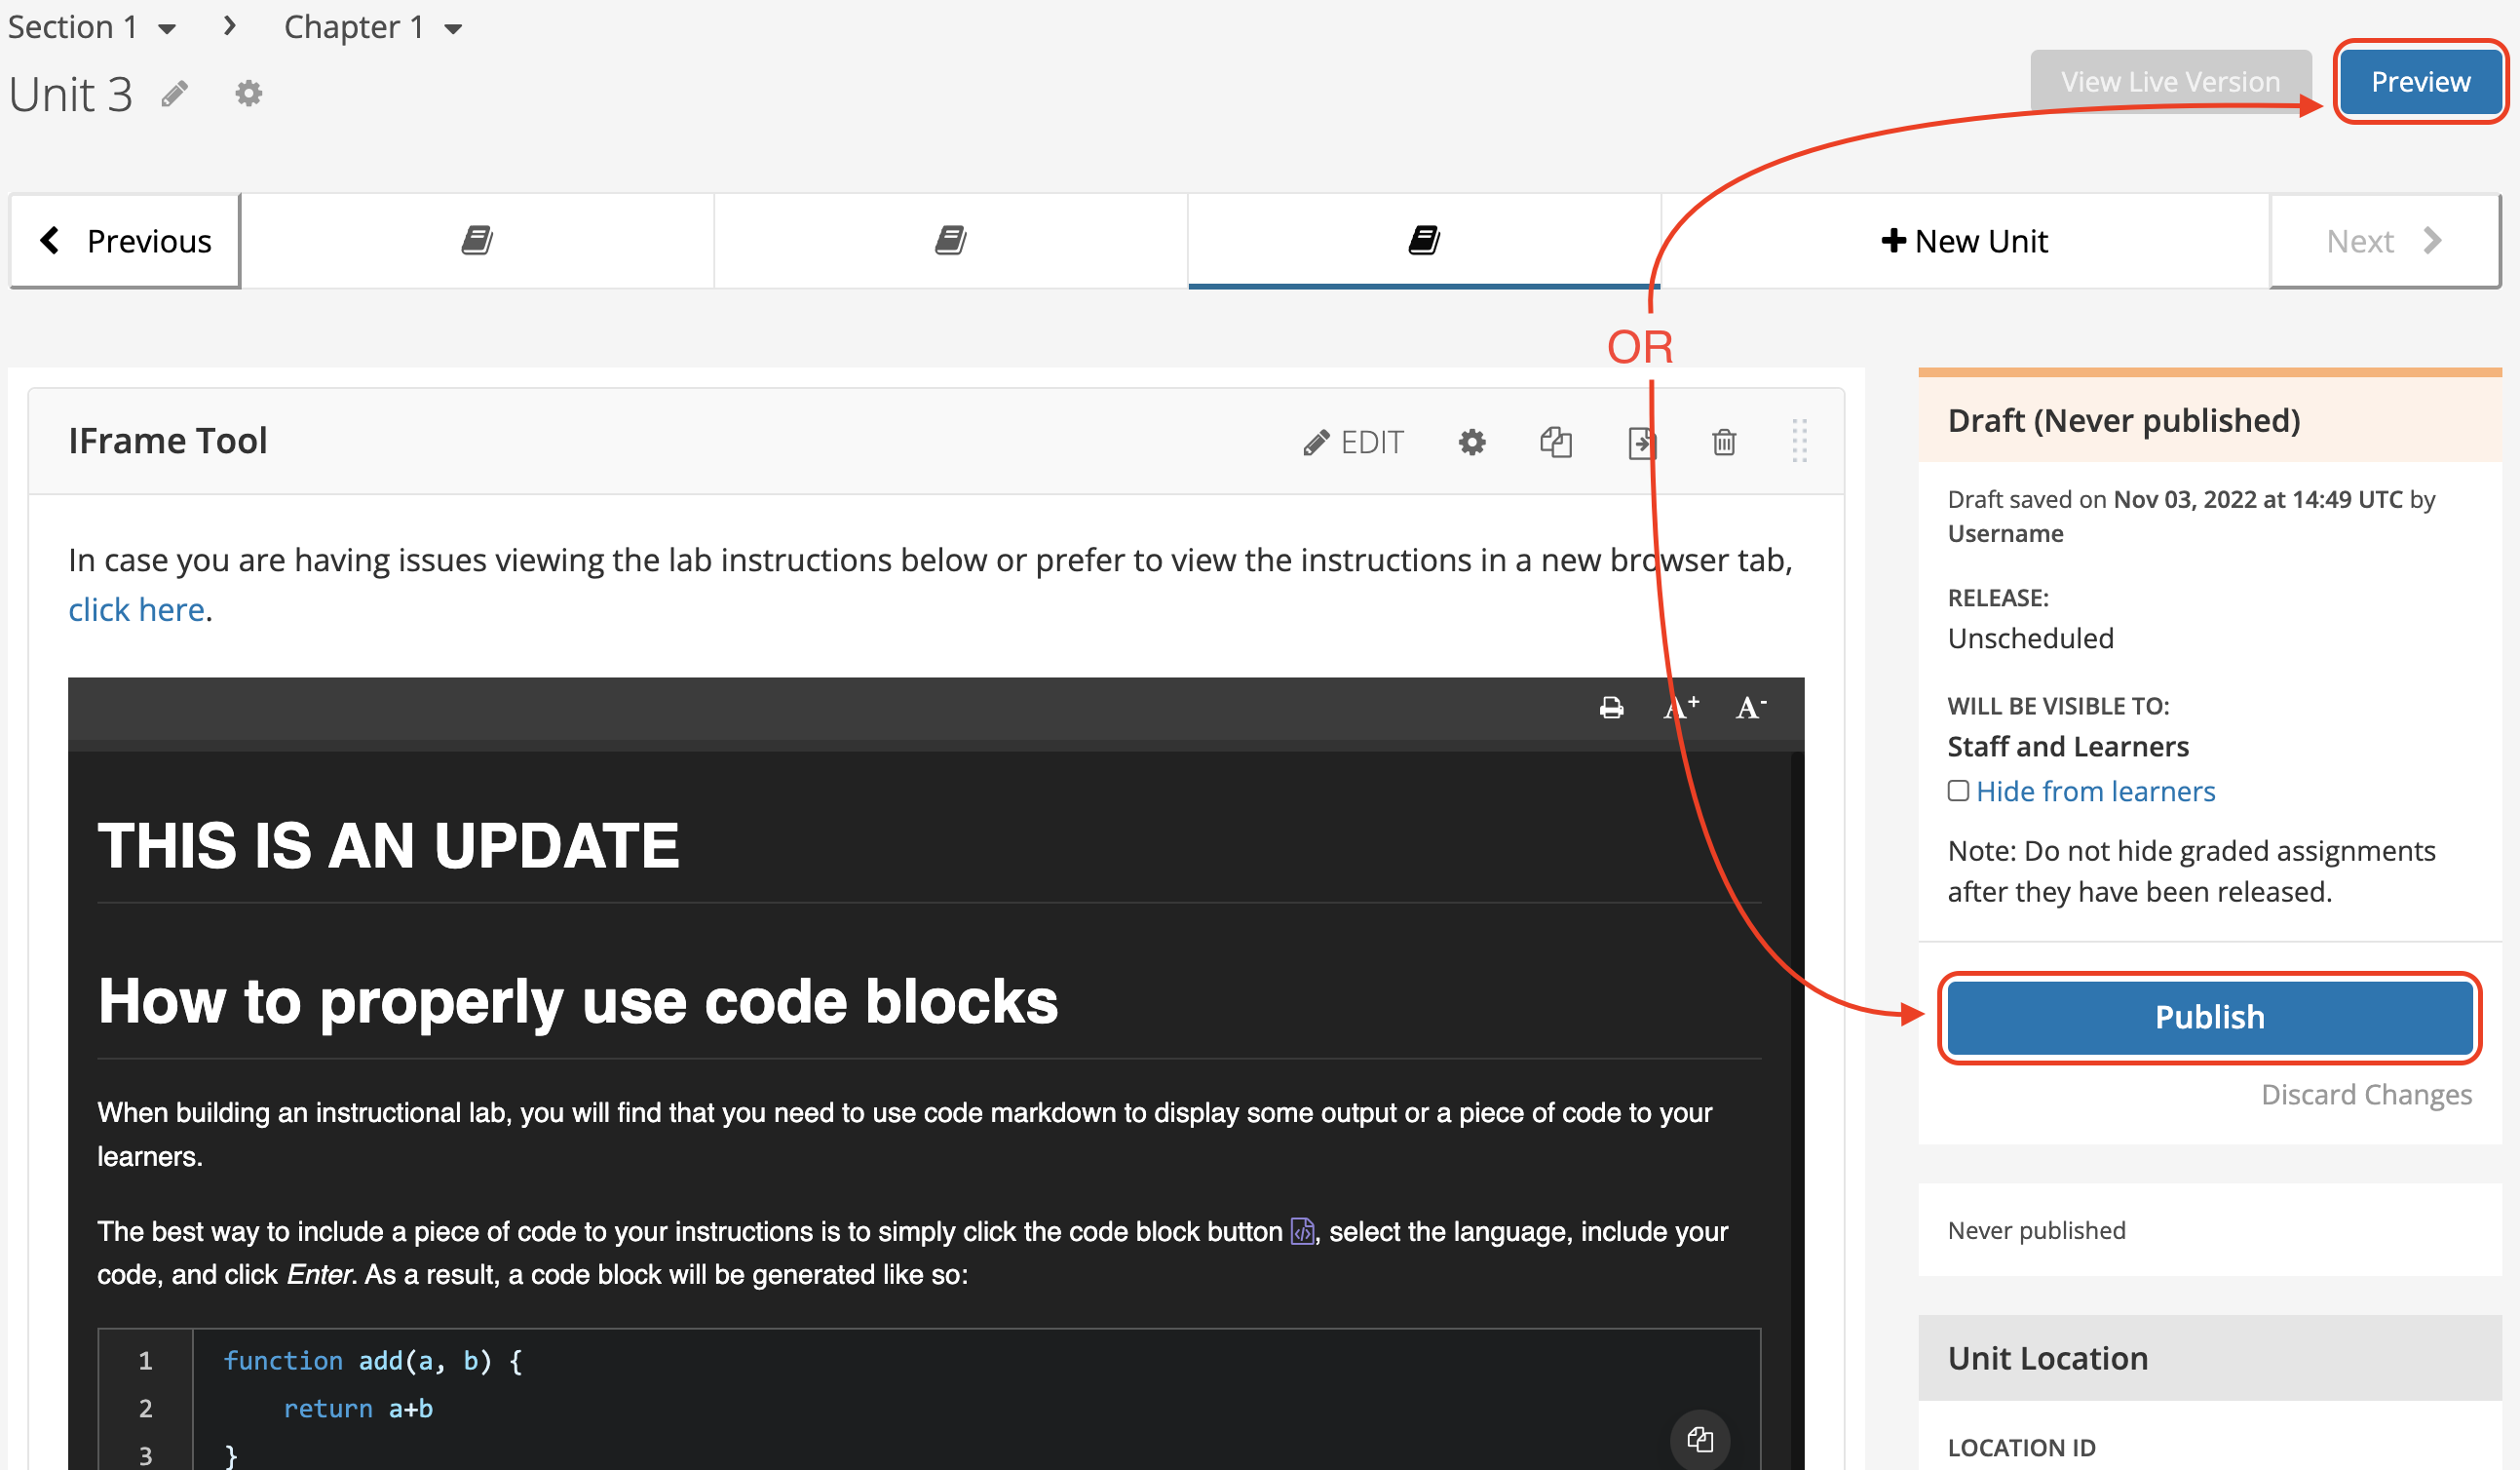 Section 1
Chapter 1
Unit 3
View Live Version
Preview
Previous
New Unit
Next
OR
IFrame Tool
EDIT
In case you are having issues viewing the lab instructions below or prefer to view the instructions in a new browser tab,
click here.
A+
A-
THIS IS AN UPDATE
How to properly use code blocks
When building an instructional lab, you will find that you need to use code markdown to display some output or a piece of code to your
learners.
The best way to include a piece of code to your instructions is to simply click the code block button , select the language, include your
code, and click Enter. As a result, a code block will be generated like so:
1 function add(a, b) {
2 return a+b
3 }
Draft (Never published)
Draft saved on Nov 03, 2022 at 14:49 UTC by
Username
RELEASE:
Unscheduled
WILL BE VISIBLE TO:
Staff and Learners
Hide from learners
Note: Do not hide graded assignments
after they have been released.
Publish
Discard Changes
Never published
Unit Location
LOCATION ID